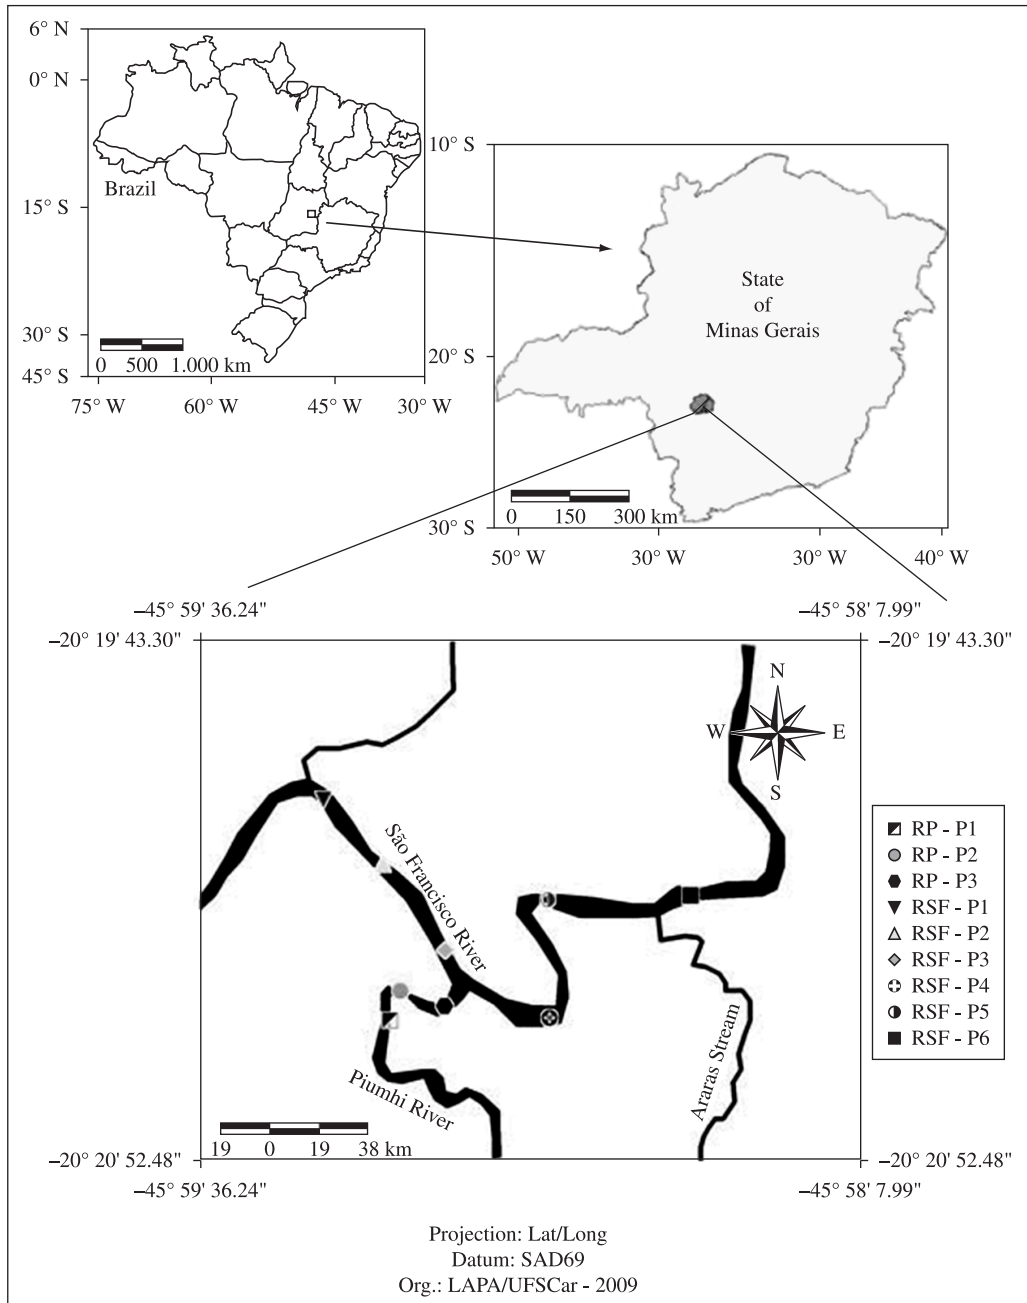 6° N
0° N
Brazil
15° S
30° S
45° S
0 500 1.000 km
75° W 60° W 45° W 30° W
10° S
20° S
30° S
State
of
Minas Gerais
0 150 300 km
50° W 30° W 30° W 40° W
–45° 59' 36.24" –45° 58' 7.99"
–20° 19' 43.30" –20° 19' 43.30"
N
W E
S
São Francisco River
Piumhi River
Araras Stream
RP - P1
RP - P2
RP - P3
RSF - P1
RSF - P2
RSF - P3
RSF - P4
RSF - P5
RSF - P6
19 0 19 38 km
–20° 20' 52.48" –20° 20' 52.48"
–45° 59' 36.24" –45° 58' 7.99"
Projection: Lat/Long
Datum: SAD69
Org.: LAPA/UFSCar - 2009